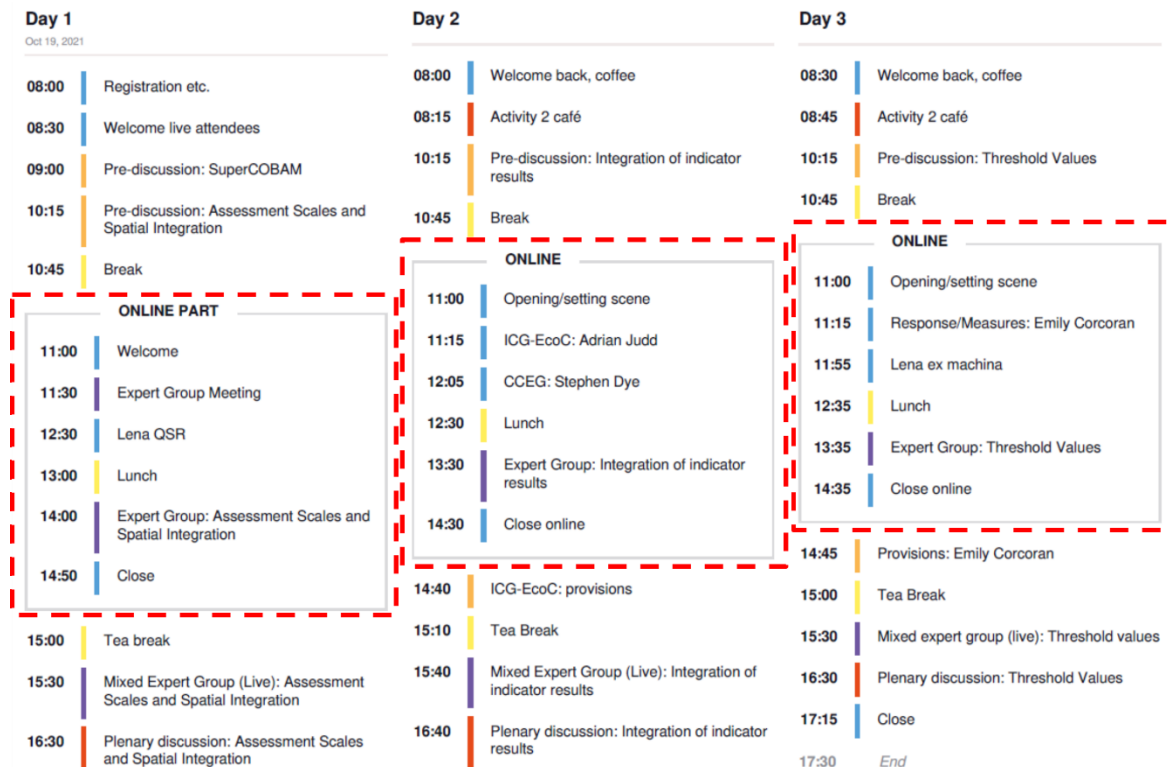 Day 1
Oct 19, 2021
08:00 Registration etc.
08:30 Welcome live attendees
09:00 Pre-discussion: SuperCOBAM
10:15 Pre-discussion: Assessment Scales and
Spatial Integration
10:45 Break
ONLINE PART
11:00 Welcome
11:30 Expert Group Meeting
12:30 Lena QSR
13:00 Lunch
14:00 Expert Group: Assessment Scales and
Spatial Integration
14:50 Close
15:00 Tea break
15:30 Mixed Expert Group (Live): Assessment
Scales and Spatial Integration
16:30 Plenary discussion: Assessment Scales
and Spatial Integration
Day 2
08:00 Welcome back, coffee
08:15 Activity 2 café
10:15 Pre-discussion: Integration of indicator
results
10:45 Break
ONLINE
11:00 Opening/setting scene
11:15 ICG-EcoC: Adrian Judd
12:05 CCEG: Stephen Dye
12:30 Lunch
13:30 Expert Group: Integration of indicator
results
14:30 Close online
14:40 ICG-EcoC: provisions
15:10 Tea Break
15:40 Mixed Expert Group (Live): Integration of
indicator results
16:40 Plenary discussion: Integration of indicator
results
Day 3
08:30 Welcome back, coffee
08:45 Activity 2 café
10:15 Pre-discussion: Threshold Values
10:45 Break
ONLINE
11:00 Opening/setting scene
11:15 Response/Measures: Emily Corcoran
11:55 Lena ex machina
12:35 Lunch
13:35 Expert Group: Threshold Values
14:35 Close online
14:45 Provisions: Emily Corcoran
15:00 Tea Break
15:30 Mixed expert group (live): Threshold values
16:30 Plenary discussion: Threshold Values
17:15 Close
17:30 End